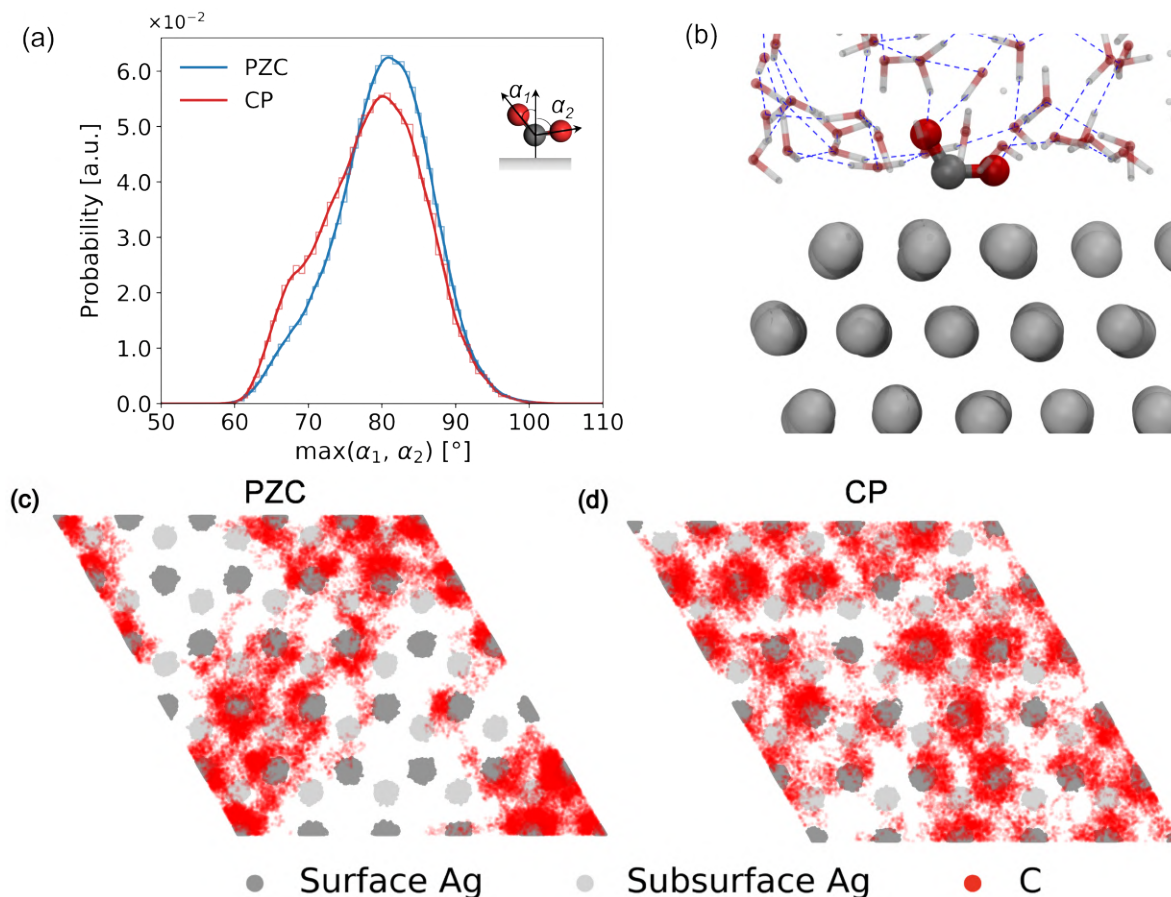 (a)
×10⁻²
6.0
5.0
4.0
3.0
2.0
1.0
0.0
Probability [a.u.]
PZC
CP
α₁
α₂
50 60 70 80 90 100 110
max(α₁, α₂) [°]
(b)
(c) PZC
(d) CP
Surface Ag Subsurface Ag C